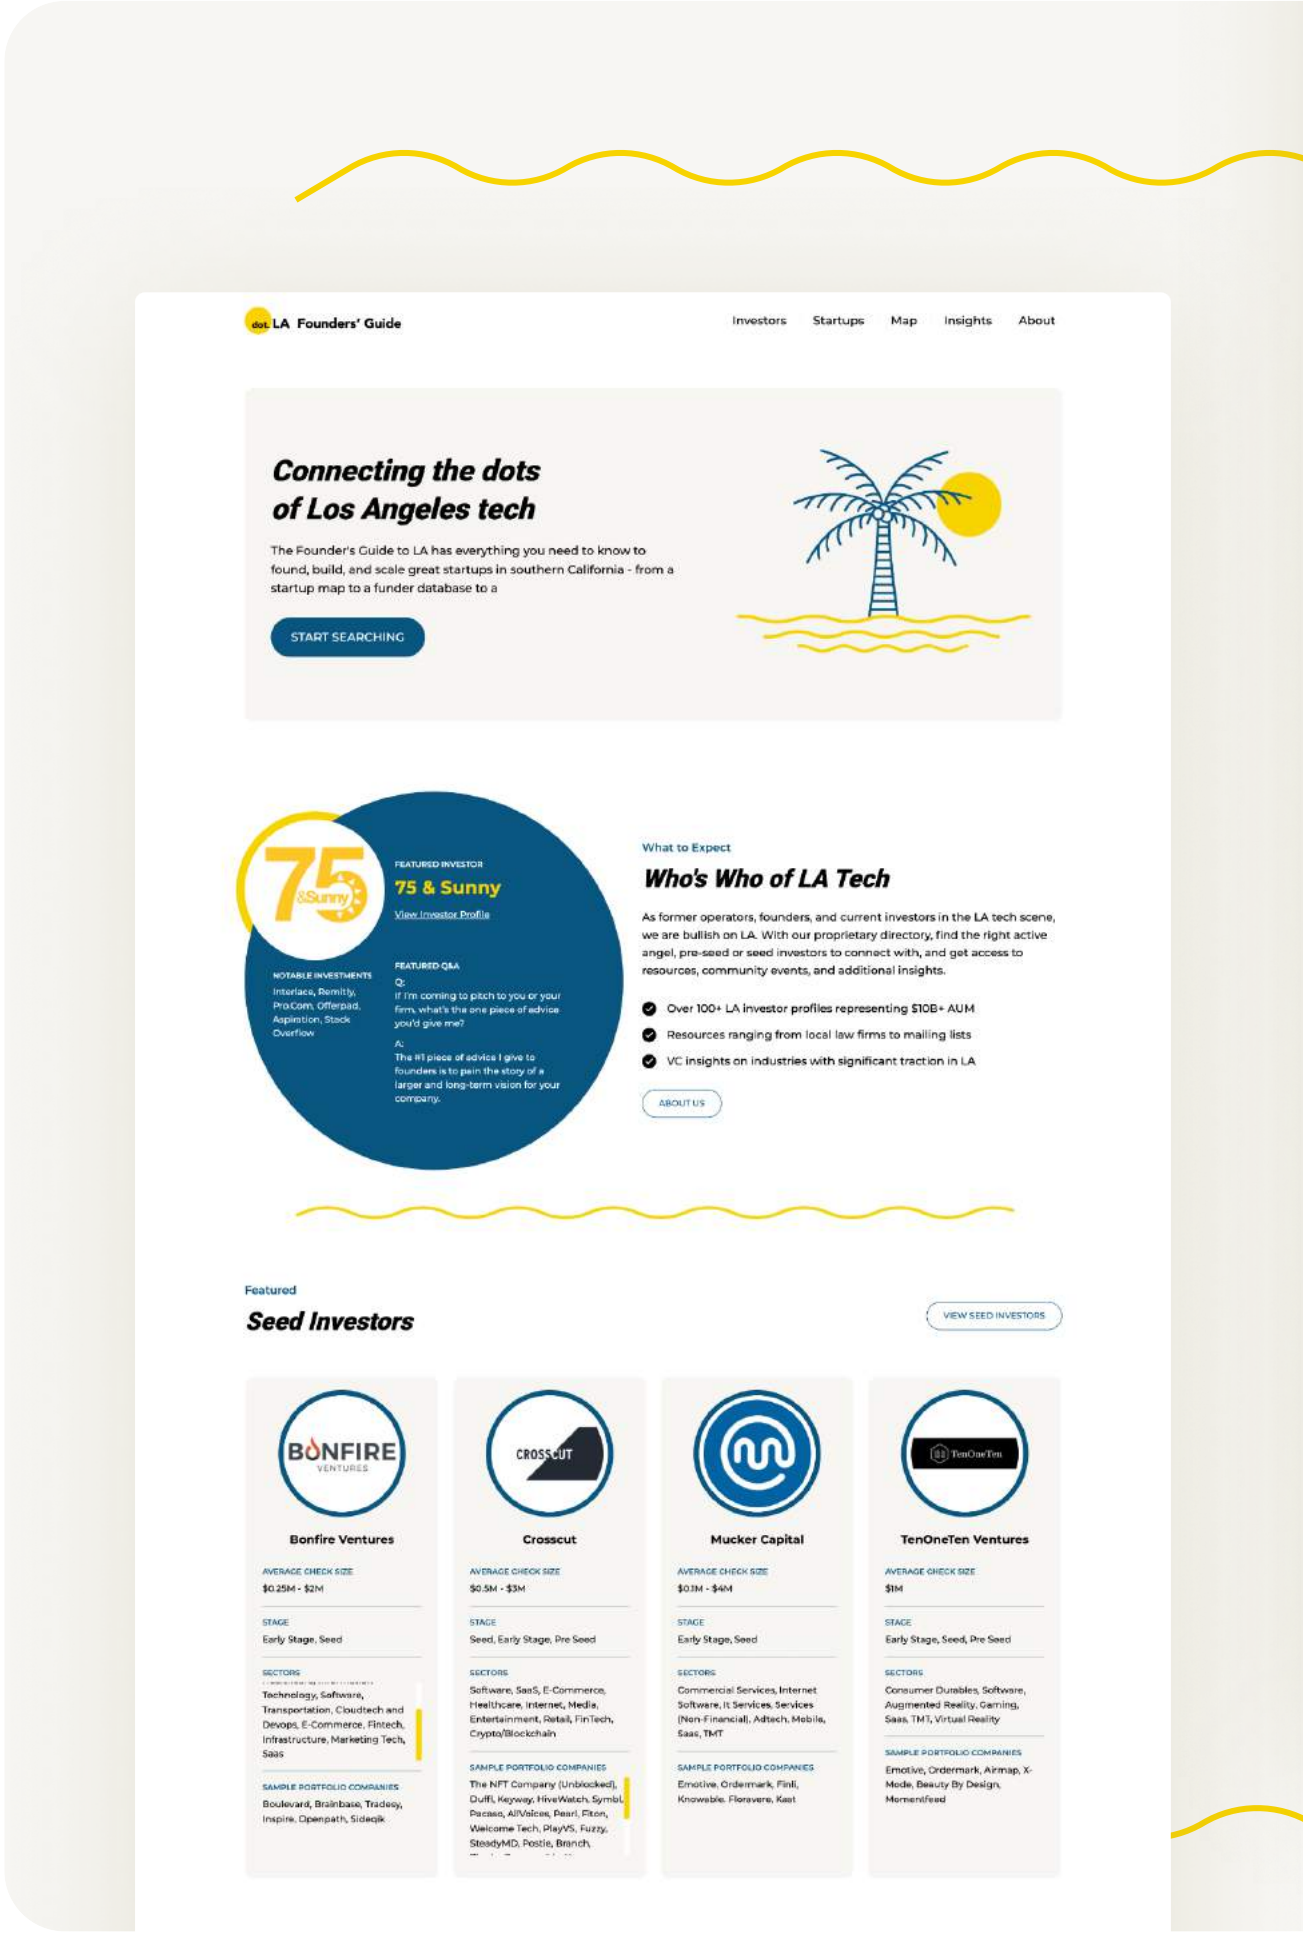 dot. LA Founders' Guide
Investors Startups Map Insights About
Connecting the dots
of Los Angeles tech
The Founder's Guide to LA has everything you need to know to
found, build, and scale great startups in southern California - from a
startup map to a funder database to a
START SEARCHING
75
&Sunny
FEATURED INVESTOR
75 & Sunny
View Investor Profile
NOTABLE INVESTMENTS
Interlace, Remitly,
Pro.Com, Offerpad,
Aspiration, Stack
Overflow
FEATURED Q&A
Q:
If I'm coming to pitch to you or your
firm, what's the one piece of advice
you'd give me?
A:
The #1 piece of advice I give to
founders is to pain the story of a
larger and long-term vision for your
company.
What to Expect
Who's Who of LA Tech
As former operators, founders, and current investors in the LA tech scene,
we are bullish on LA. With our proprietary directory, find the right active
angel, pre-seed or seed investors to connect with, and get access to
resources, community events, and additional insights.
Over 100+ LA investor profiles representing $10B+ AUM
Resources ranging from local law firms to mailing lists
VC insights on industries with significant traction in LA
ABOUT US
Featured
Seed Investors
VIEW SEED INVESTORS
BONFIRE
VENTURES
Bonfire Ventures
AVERAGE CHECK SIZE
$0.25M - $2M
STAGE
Early Stage, Seed
SECTORS
Technology, Software,
Transportation, Cloudtech and
Devops, E-Commerce, Fintech,
Infrastructure, Marketing Tech,
Saas
SAMPLE PORTFOLIO COMPANIES
Boulevard, Brainbase, Tradesy,
Inspire, Openpath, Sideqik
CROSSCUT
Crosscut
AVERAGE CHECK SIZE
$0.5M - $3M
STAGE
Seed, Early Stage, Pre Seed
SECTORS
Software, SaaS, E-Commerce,
Healthcare, Internet, Media,
Entertainment, Retail, FinTech,
Crypto/Blockchain
SAMPLE PORTFOLIO COMPANIES
The NFT Company (Unblocked),
Duffl, Keyway, HiveWatch, Symbl,
Pacaso, AllVoices, Pearl, Fiton,
Welcome Tech, PlayVS, Fuzzy,
SteadyMD, Postie, Branch,
Mucker Capital
AVERAGE CHECK SIZE
$0.1M - $4M
STAGE
Early Stage, Seed
SECTORS
Commercial Services, Internet
Software, It Services, Services
(Non-Financial), Adtech, Mobile,
Saas, TMT
SAMPLE PORTFOLIO COMPANIES
Emotive, Ordermark, Finli,
Knowable, Floravere, Kast
TenOneTen
TenOneTen Ventures
AVERAGE CHECK SIZE
$1M
STAGE
Early Stage, Seed, Pre Seed
SECTORS
Consumer Durables, Software,
Augmented Reality, Gaming,
Saas, TMT, Virtual Reality
SAMPLE PORTFOLIO COMPANIES
Emotive, Ordermark, Airmap, X-
Mode, Beauty By Design,
Momentfeed